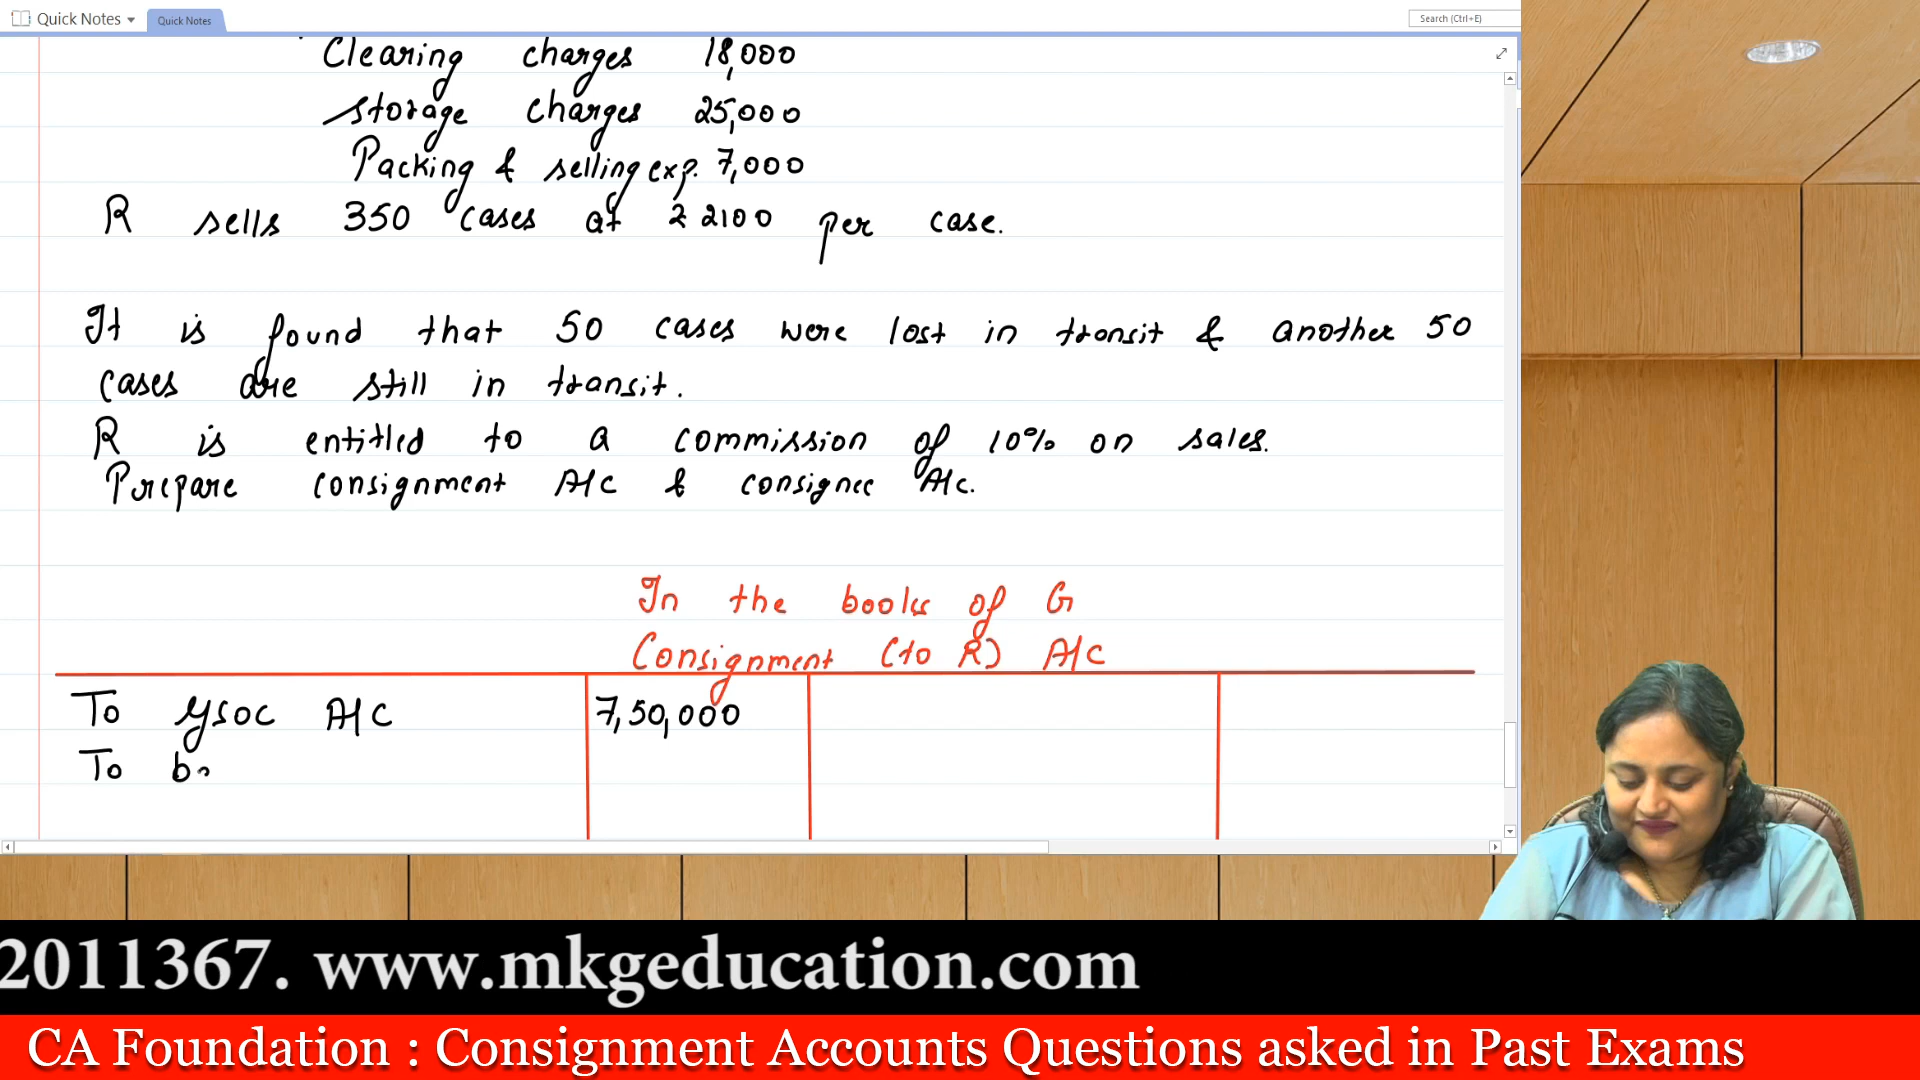 Quick Notes
Quick Notes
Search (Ctrl+E)
Clearing charges 18,000
storage charges 25,000
Packing & selling exp. 7,000
R sells 350 cases at ₹ 2100 per case.
It is found that 50 cases were lost in transit & another 50
cases are still in transit.
R is entitled to a commission of 10% on sales.
Prepare consignment A/c & consignee A/c.
In the books of G
Consignment (to R) A/c
To GSOC A/C 7,50,000
To ba
2011367. www.mkgeducation.com
CA Foundation : Consignment Accounts Questions asked in Past Exams